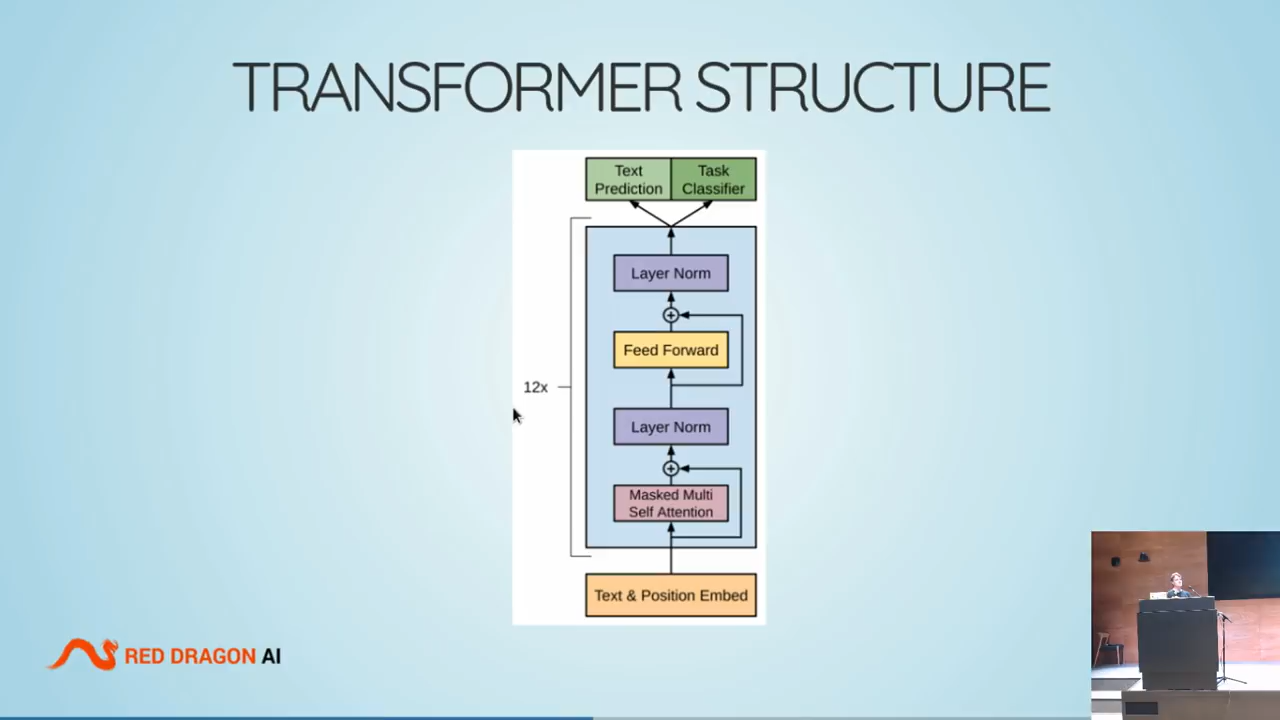 TRANSFORMER STRUCTURE
Text
Prediction
Task
Classifier
Layer Norm
Feed Forward
12x
Layer Norm
Masked Multi
Self Attention
Text & Position Embed
RED DRAGON AI